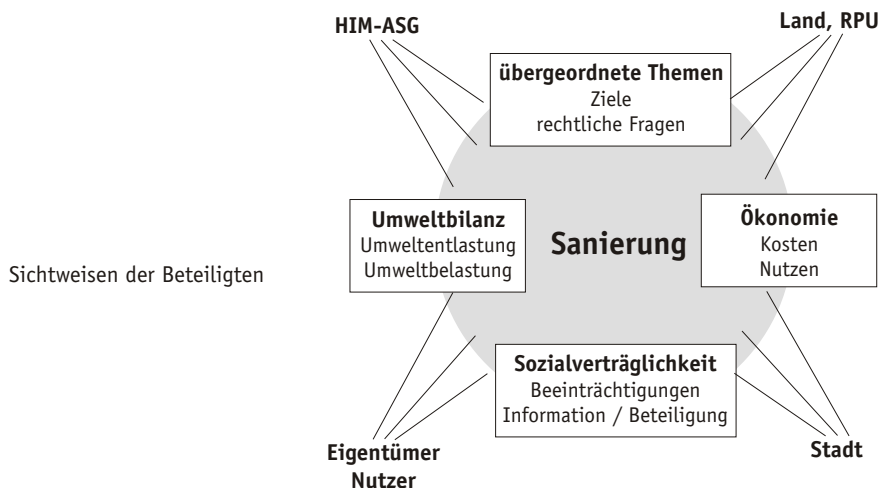 HIM-ASG
Land, RPU
übergeordnete Themen
Ziele
rechtliche Fragen
Umweltbilanz
Umweltentlastung
Umweltbelastung
Sanierung
Ökonomie
Kosten
Nutzen
Sichtweisen der Beteiligten
Sozialverträglichkeit
Beeinträchtigungen
Information / Beteiligung
Eigentümer
Nutzer
Stadt